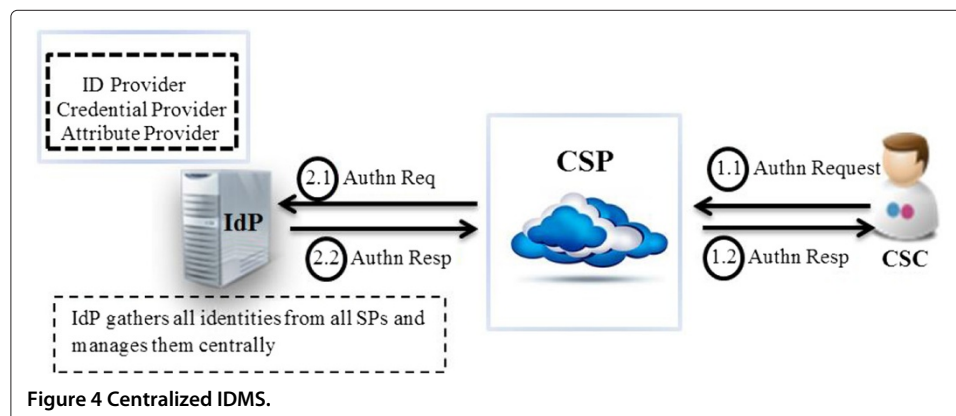 ID Provider
Credential Provider
Attribute Provider
IdP
2.1 Authn Req
2.2 Authn Resp
CSP
1.1 Authn Request
1.2 Authn Resp
CSC
IdP gathers all identities from all SPs and
manages them centrally
Figure 4 Centralized IDMS.